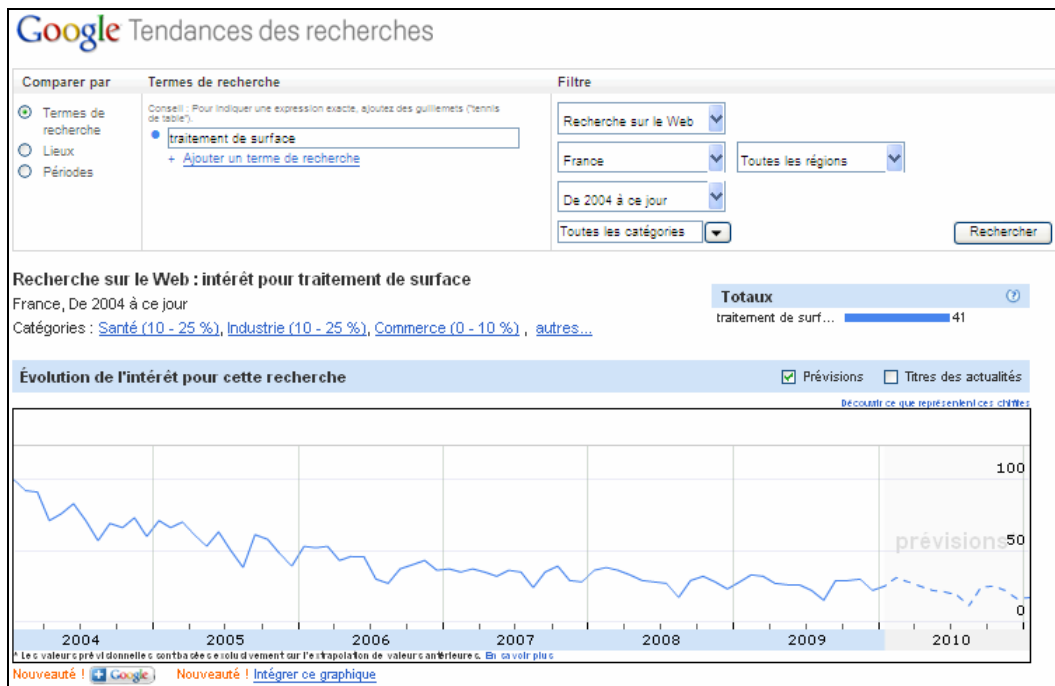 Google Tendances des recherches
Comparer par
Termes de recherche
Filtre
Termes de
recherche
Lieux
Périodes
Conseil : Pour indiquer une expression exacte, ajoutez des guillemets ("tennis
de table").
traitement de surface
+ Ajouter un terme de recherche
Recherche sur le Web
France
Toutes les régions
De 2004 à ce jour
Toutes les catégories
Rechercher
Recherche sur le Web : intérêt pour traitement de surface
France, De 2004 à ce jour
Catégories : Santé (10 - 25 %), Industrie (10 - 25 %), Commerce (0 - 10 %) , autres...
Totaux
?
traitement de surf... 41
Évolution de l'intérêt pour cette recherche
Prévisions
Titres des actualités
Découvrir ce que représentent ces chiffres
100
prévisions
50
0
2004 2005 2006 2007 2008 2009 2010
* Les valeurs prévisionnelles sont basées exclusivement sur l'extrapolation de valeurs antérieures. En savoir plus
Nouveauté ! + Google Nouveauté ! Intégrer ce graphique